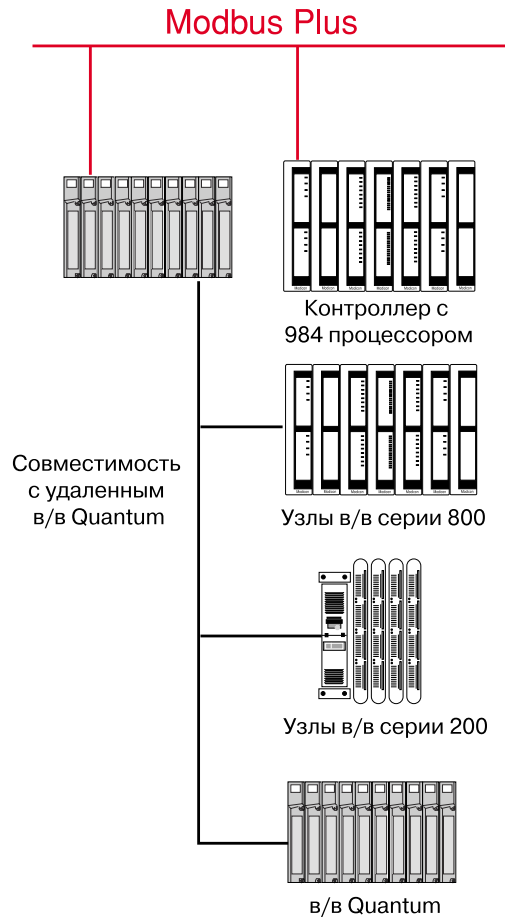 Modbus Plus
Контроллер с
984 процессором
Совместимость
с удаленным
в/в Quantum
Узлы в/в серии 800
Узлы в/в серии 200
в/в Quantum